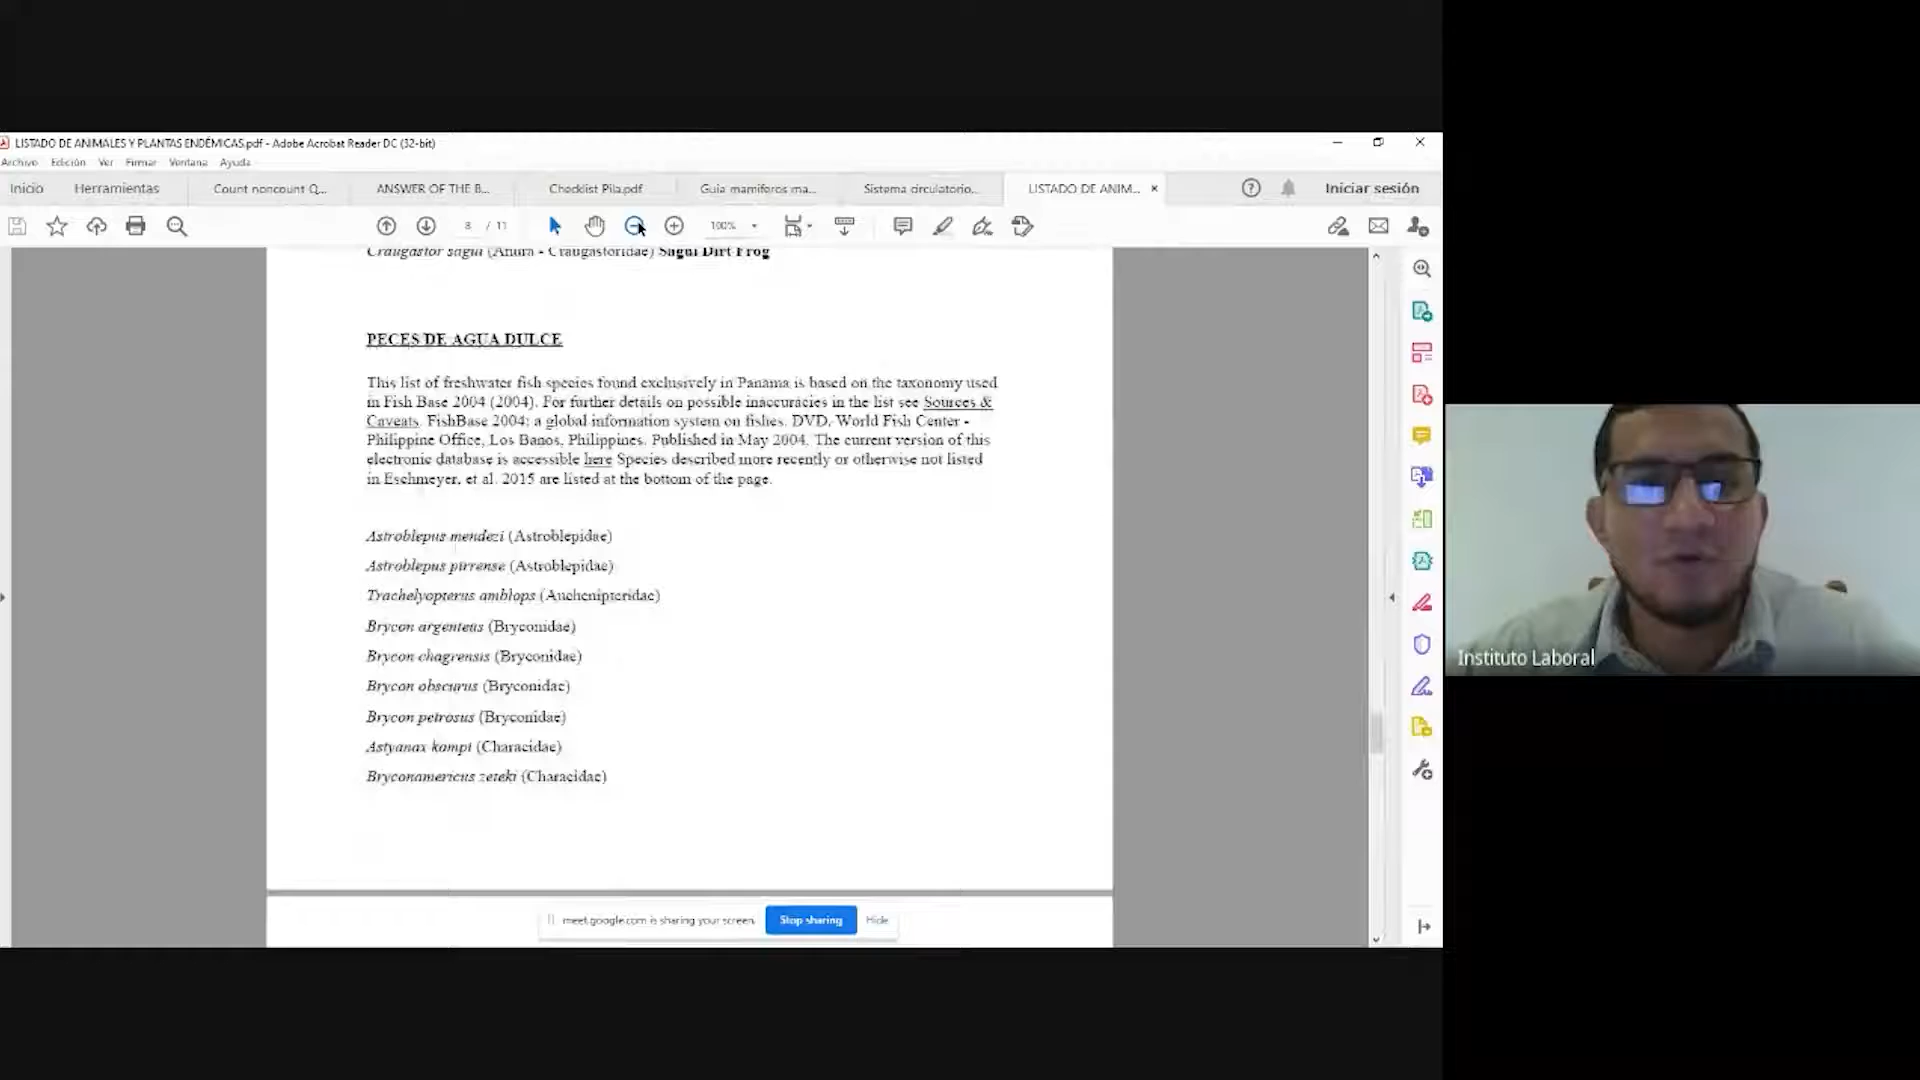 LISTADO DE ANIMALES Y PLANTAS ENDÉMICAS.pdf - Adobe Acrobat Reader DC (32-bit)
Archivo Edición Ver Firmar Ventana Ayuda
Inicio Herramientas Count noncount Q... ANSWER OF THE B... Checklist Pila.pdf Guia mamiferos ma... Sistema circulatorio... LISTADO DE ANIM... Iniciar sesión
8 / 11 100%
Craugastor sagui (Anura - Craugastoridae) Sagui Dirt Frog
PECES DE AGUA DULCE
This list of freshwater fish species found exclusively in Panama is based on the taxonomy used
in Fish Base 2004 (2004). For further details on possible inaccuracies in the list see Sources &
Caveats. FishBase 2004: a global information system on fishes. DVD. World Fish Center -
Philippine Office, Los Banos, Philippines. Published in May 2004. The current version of this
electronic database is accessible here Species described more recently or otherwise not listed
in Eschmeyer, et al. 2015 are listed at the bottom of the page.
Astroblepus mendezi (Astroblepidae)
Astroblepus pirrense (Astroblepidae)
Trachelyopterus amblops (Auchenipteridae)
Brycon argenteus (Bryconidae)
Brycon chagrensis (Bryconidae)
Brycon obscurus (Bryconidae)
Brycon petrosus (Bryconidae)
Astyanax kompi (Characidae)
Bryconamericus zeteki (Characidae)
meet.google.com is sharing your screen. Stop sharing Hide
Instituto Laboral